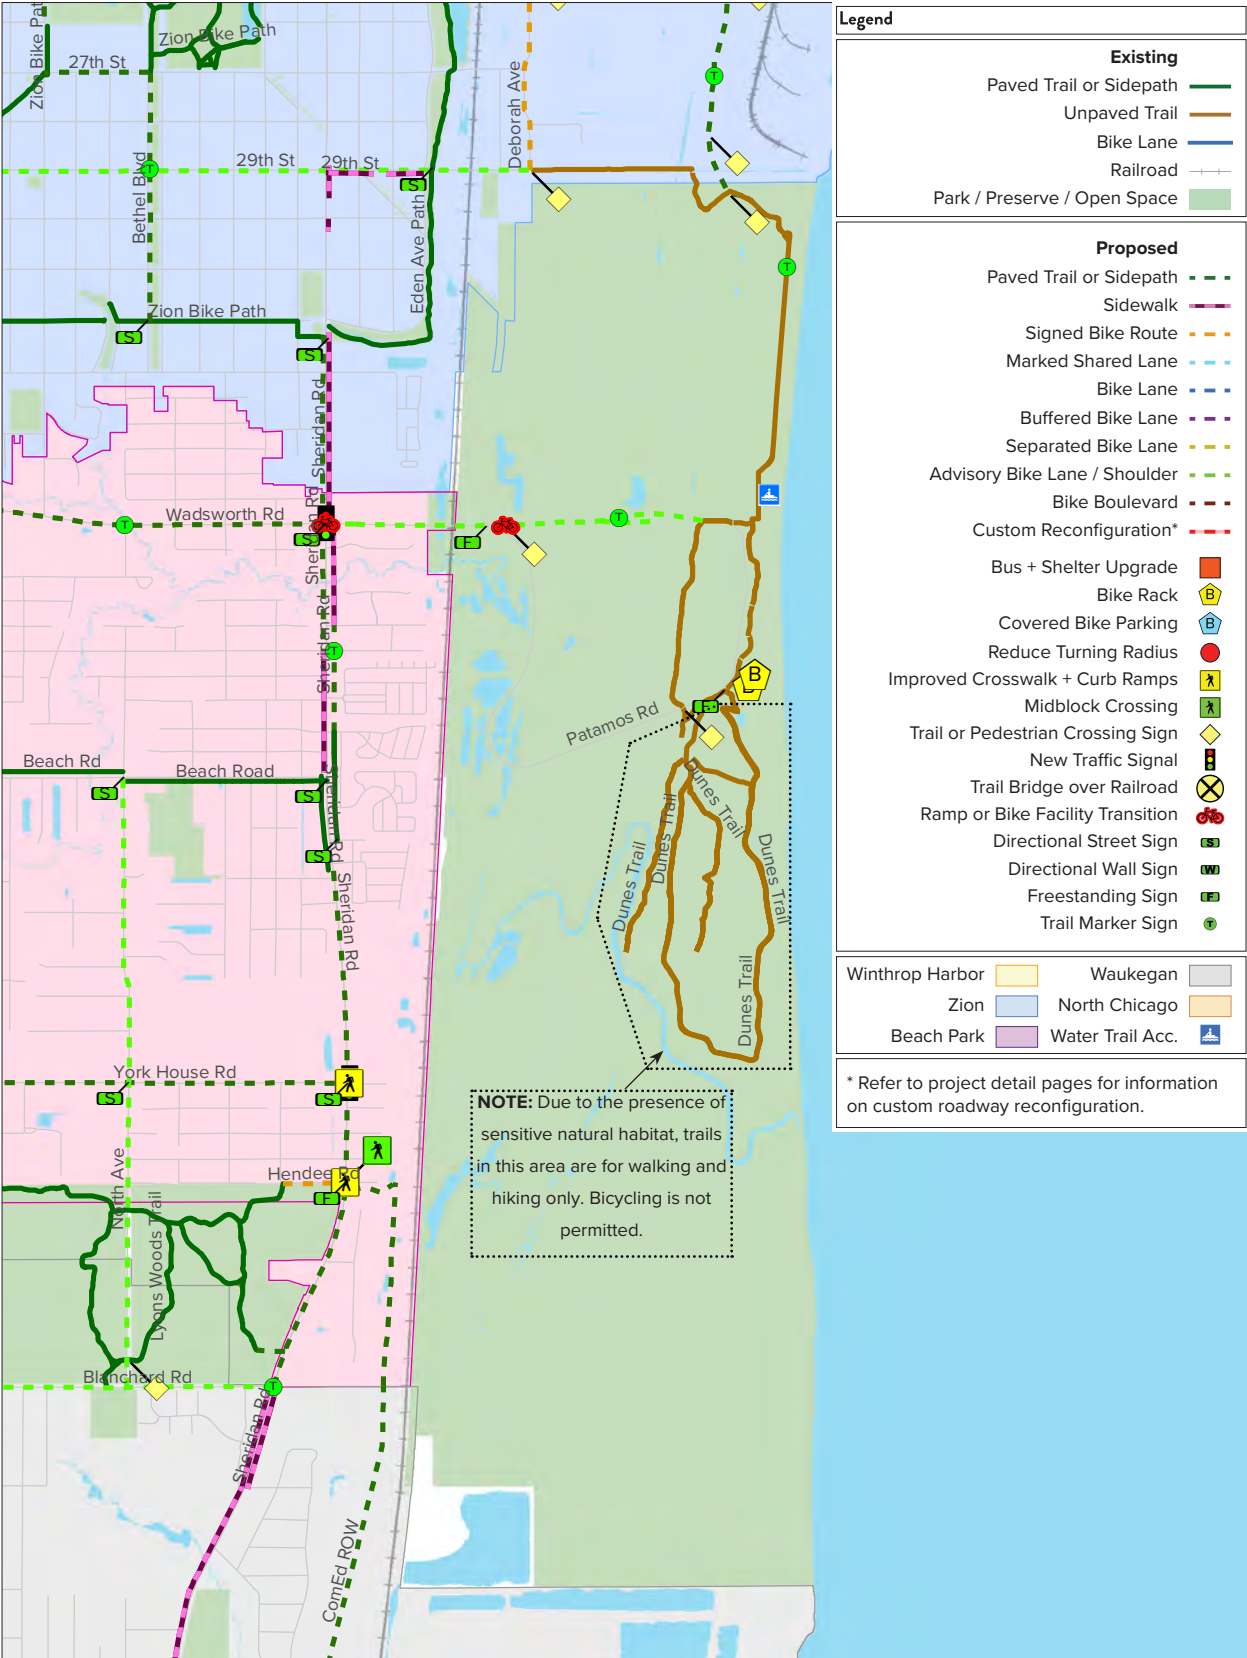 Zion Bike Pat
Zion Bike Path
27th St
Deborah Ave
T
T
29th St
29th St
S
Bethel Blvd
Eden Ave Path
T
Zion Bike Path
S
S
Sheridan Rd
Sheridan Rd
Wadsworth Rd
T
S
F
T
Sheridan Rd
T
B
F
Patamos Rd
Beach Rd
Beach Road
S
S
S
Sheridan Rd
Sheridan Rd
Dunes Trail
Dunes Trail
Dunes Trail
Dunes Trail
Dunes Trail
York House Rd
S
S
NOTE: Due to the presence of
sensitive natural habitat, trails
in this area are for walking and
hiking only. Bicycling is not
permitted.
Hendee Rd
F
North Ave
Lyons Woods Trail
Blanchard Rd
T
Sheridan Rd
ComEd ROW
Legend
Existing
Paved Trail or Sidepath
Unpaved Trail
Bike Lane
Railroad
Park / Preserve / Open Space
Proposed
Paved Trail or Sidepath
Sidewalk
Signed Bike Route
Marked Shared Lane
Bike Lane
Buffered Bike Lane
Separated Bike Lane
Advisory Bike Lane / Shoulder
Bike Boulevard
Custom Reconfiguration*
Bus + Shelter Upgrade
Bike Rack B
Covered Bike Parking B
Reduce Turning Radius
Improved Crosswalk + Curb Ramps
Midblock Crossing
Trail or Pedestrian Crossing Sign
New Traffic Signal
Trail Bridge over Railroad
Ramp or Bike Facility Transition
Directional Street Sign S
Directional Wall Sign W
Freestanding Sign F
Trail Marker Sign T
Winthrop Harbor Waukegan
Zion North Chicago
Beach Park Water Trail Acc.
* Refer to project detail pages for information
on custom roadway reconfiguration.